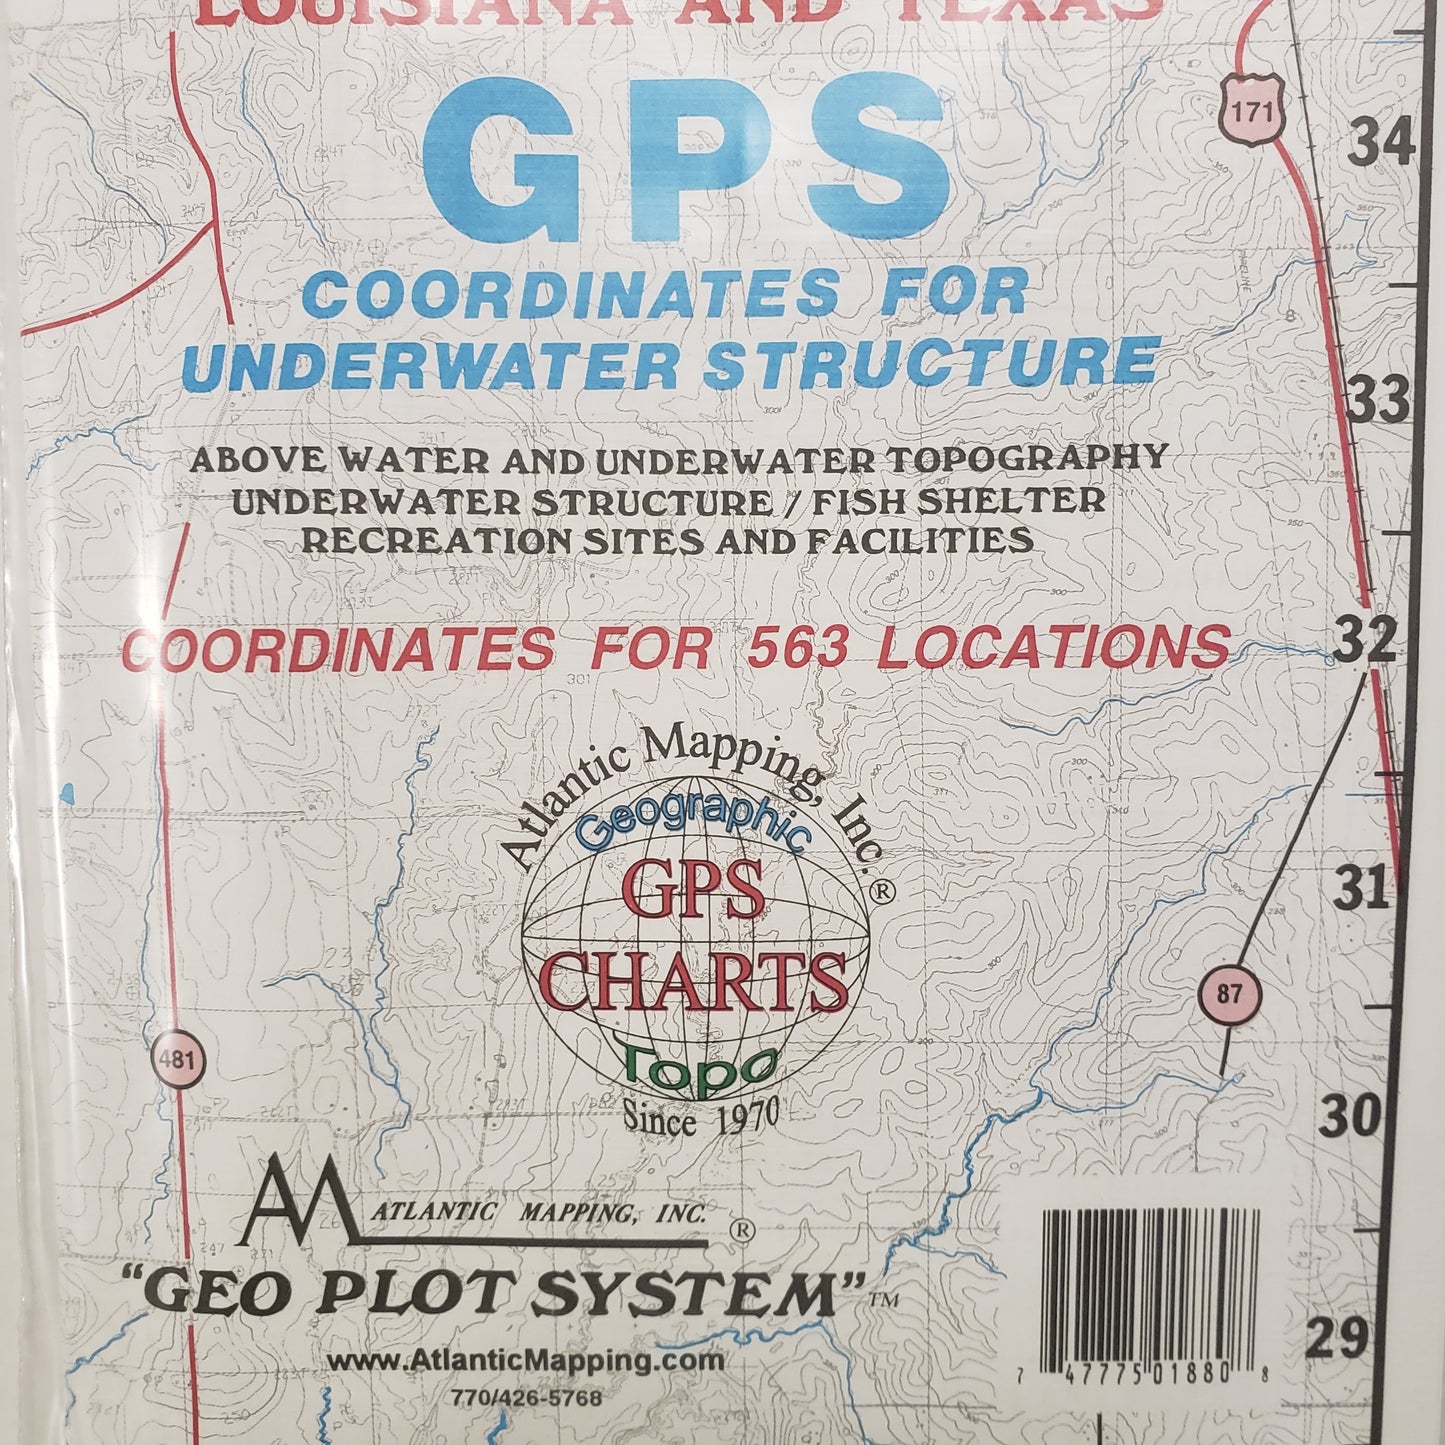 LOUISIANA AND TEXAS
GPS
171
34
COORDINATES FOR
UNDERWATER STRUCTURE
33
ABOVE WATER AND UNDERWATER TOPOGRAPHY
UNDERWATER STRUCTURE / FISH SHELTER
RECREATION SITES AND FACILITIES
COORDINATES FOR 563 LOCATIONS
32
301
Atlantic Mapping, Inc.®
Geographic
GPS
CHARTS
Topo
Since 1970
31
87
481
30
ATLANTIC MAPPING, INC. ®
"GEO PLOT SYSTEM"™
29
www.AtlanticMapping.com
770/426-5768
7 47775 01880 8